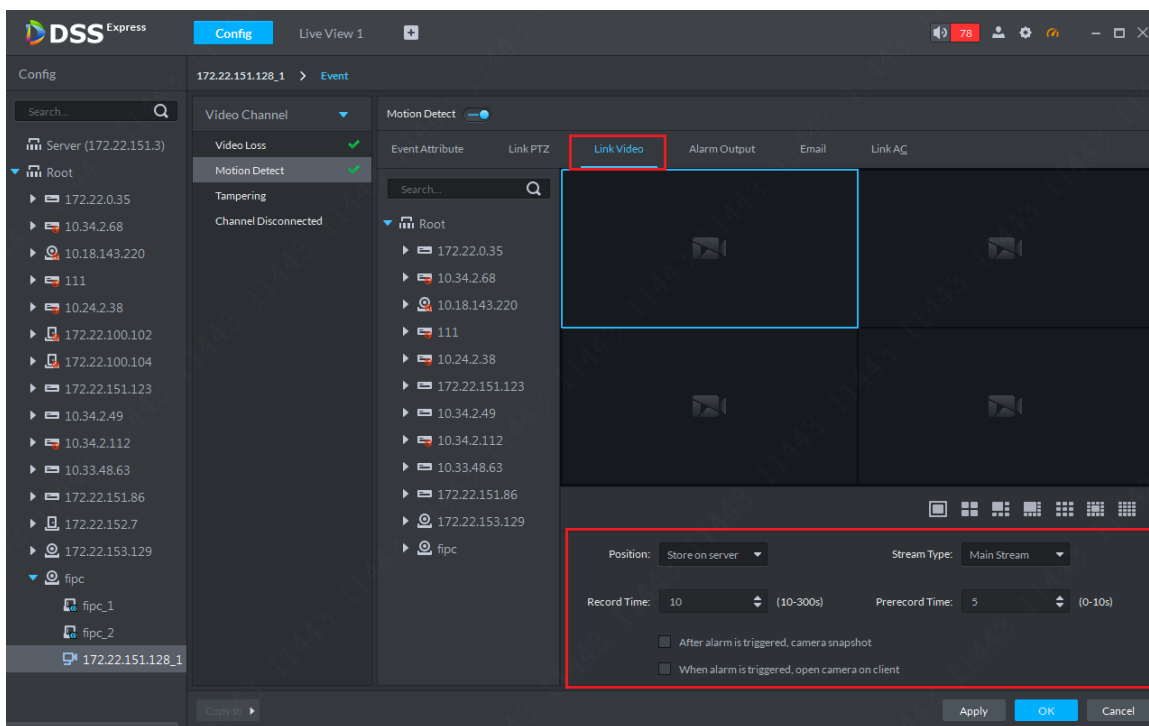 DSS Express
Config
Live View 1
78
Config
172.22.151.128_1 > Event
Search...
Server (172.22.151.3)
Root
172.22.0.35
10.34.2.68
10.18.143.220
111
10.24.2.38
172.22.100.102
172.22.100.104
172.22.151.123
10.34.2.49
10.34.2.112
10.33.48.63
172.22.151.86
172.22.152.7
172.22.153.129
fipc
fipc_1
fipc_2
172.22.151.128_1
Video Channel
Video Loss
Motion Detect
Tampering
Channel Disconnected
Motion Detect
Event Attribute
Link PTZ
Link Video
Alarm Output
Email
Link AC
Search...
Root
172.22.0.35
10.34.2.68
10.18.143.220
111
10.24.2.38
172.22.151.123
10.34.2.49
10.34.2.112
10.33.48.63
172.22.151.86
172.22.153.129
fipc
Position: Store on server
Stream Type: Main Stream
Record Time: 10 (10-300s)
Prerecord Time: 5 (0-10s)
After alarm is triggered, camera snapshot
When alarm is triggered, open camera on client
Copy to
Apply
OK
Cancel